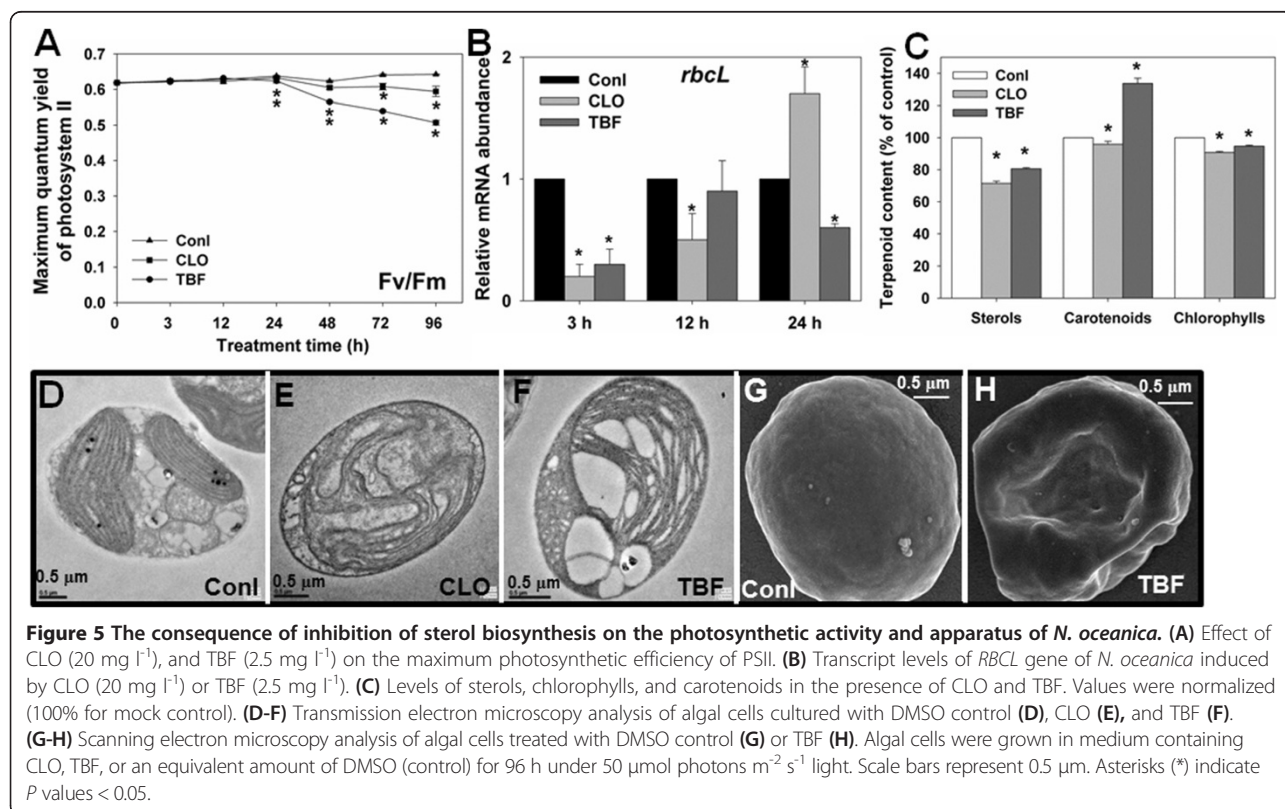 A
Maximum quantum yield
of photosystem II
0.7
0.6
0.5
0.4
0.3
0.2
0.1
0.0
ConI
CLO
TBF
Fv/Fm
* * * * * * * *
0 3 12 24 48 72 96
Treatment time (h)
B
Relative mRNA abundance
2
1
0
rbcL
ConI
CLO
TBF
* * * * *
3 h 12 h 24 h
C
Terpenoid content (% of control)
140
120
100
80
60
40
20
0
ConI
CLO
TBF
* * * * * *
Sterols Carotenoids Chlorophylls
D
0.5 µm
ConI
E
0.5 µm
CLO
F
0.5 µm
TBF
G
0.5 µm
ConI
H
0.5 µm
TBF
Figure 5 The consequence of inhibition of sterol biosynthesis on the photosynthetic activity and apparatus of N. oceanica. (A) Effect of
CLO (20 mg l⁻¹), and TBF (2.5 mg l⁻¹) on the maximum photosynthetic efficiency of PSII. (B) Transcript levels of RBCL gene of N. oceanica induced
by CLO (20 mg l⁻¹) or TBF (2.5 mg l⁻¹). (C) Levels of sterols, chlorophylls, and carotenoids in the presence of CLO and TBF. Values were normalized
(100% for mock control). (D-F) Transmission electron microscopy analysis of algal cells cultured with DMSO control (D), CLO (E), and TBF (F).
(G-H) Scanning electron microscopy analysis of algal cells treated with DMSO control (G) or TBF (H). Algal cells were grown in medium containing
CLO, TBF, or an equivalent amount of DMSO (control) for 96 h under 50 µmol photons m⁻² s⁻¹ light. Scale bars represent 0.5 µm. Asterisks (*) indicate
P values < 0.05.